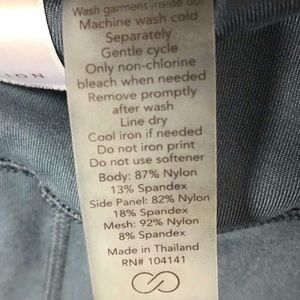 Wash garment inside out
Machine wash cold
Separately
Gentle cycle
Only non-chlorine
bleach when needed
Remove promptly
after wash
Line dry
Cool iron if needed
Do not iron print
Do not use softener
Body: 87% Nylon
13% Spandex
Side Panel: 82% Nylon
18% Spandex
Mesh: 92% Nylon
8% Spandex
Made in Thailand
RN# 104141